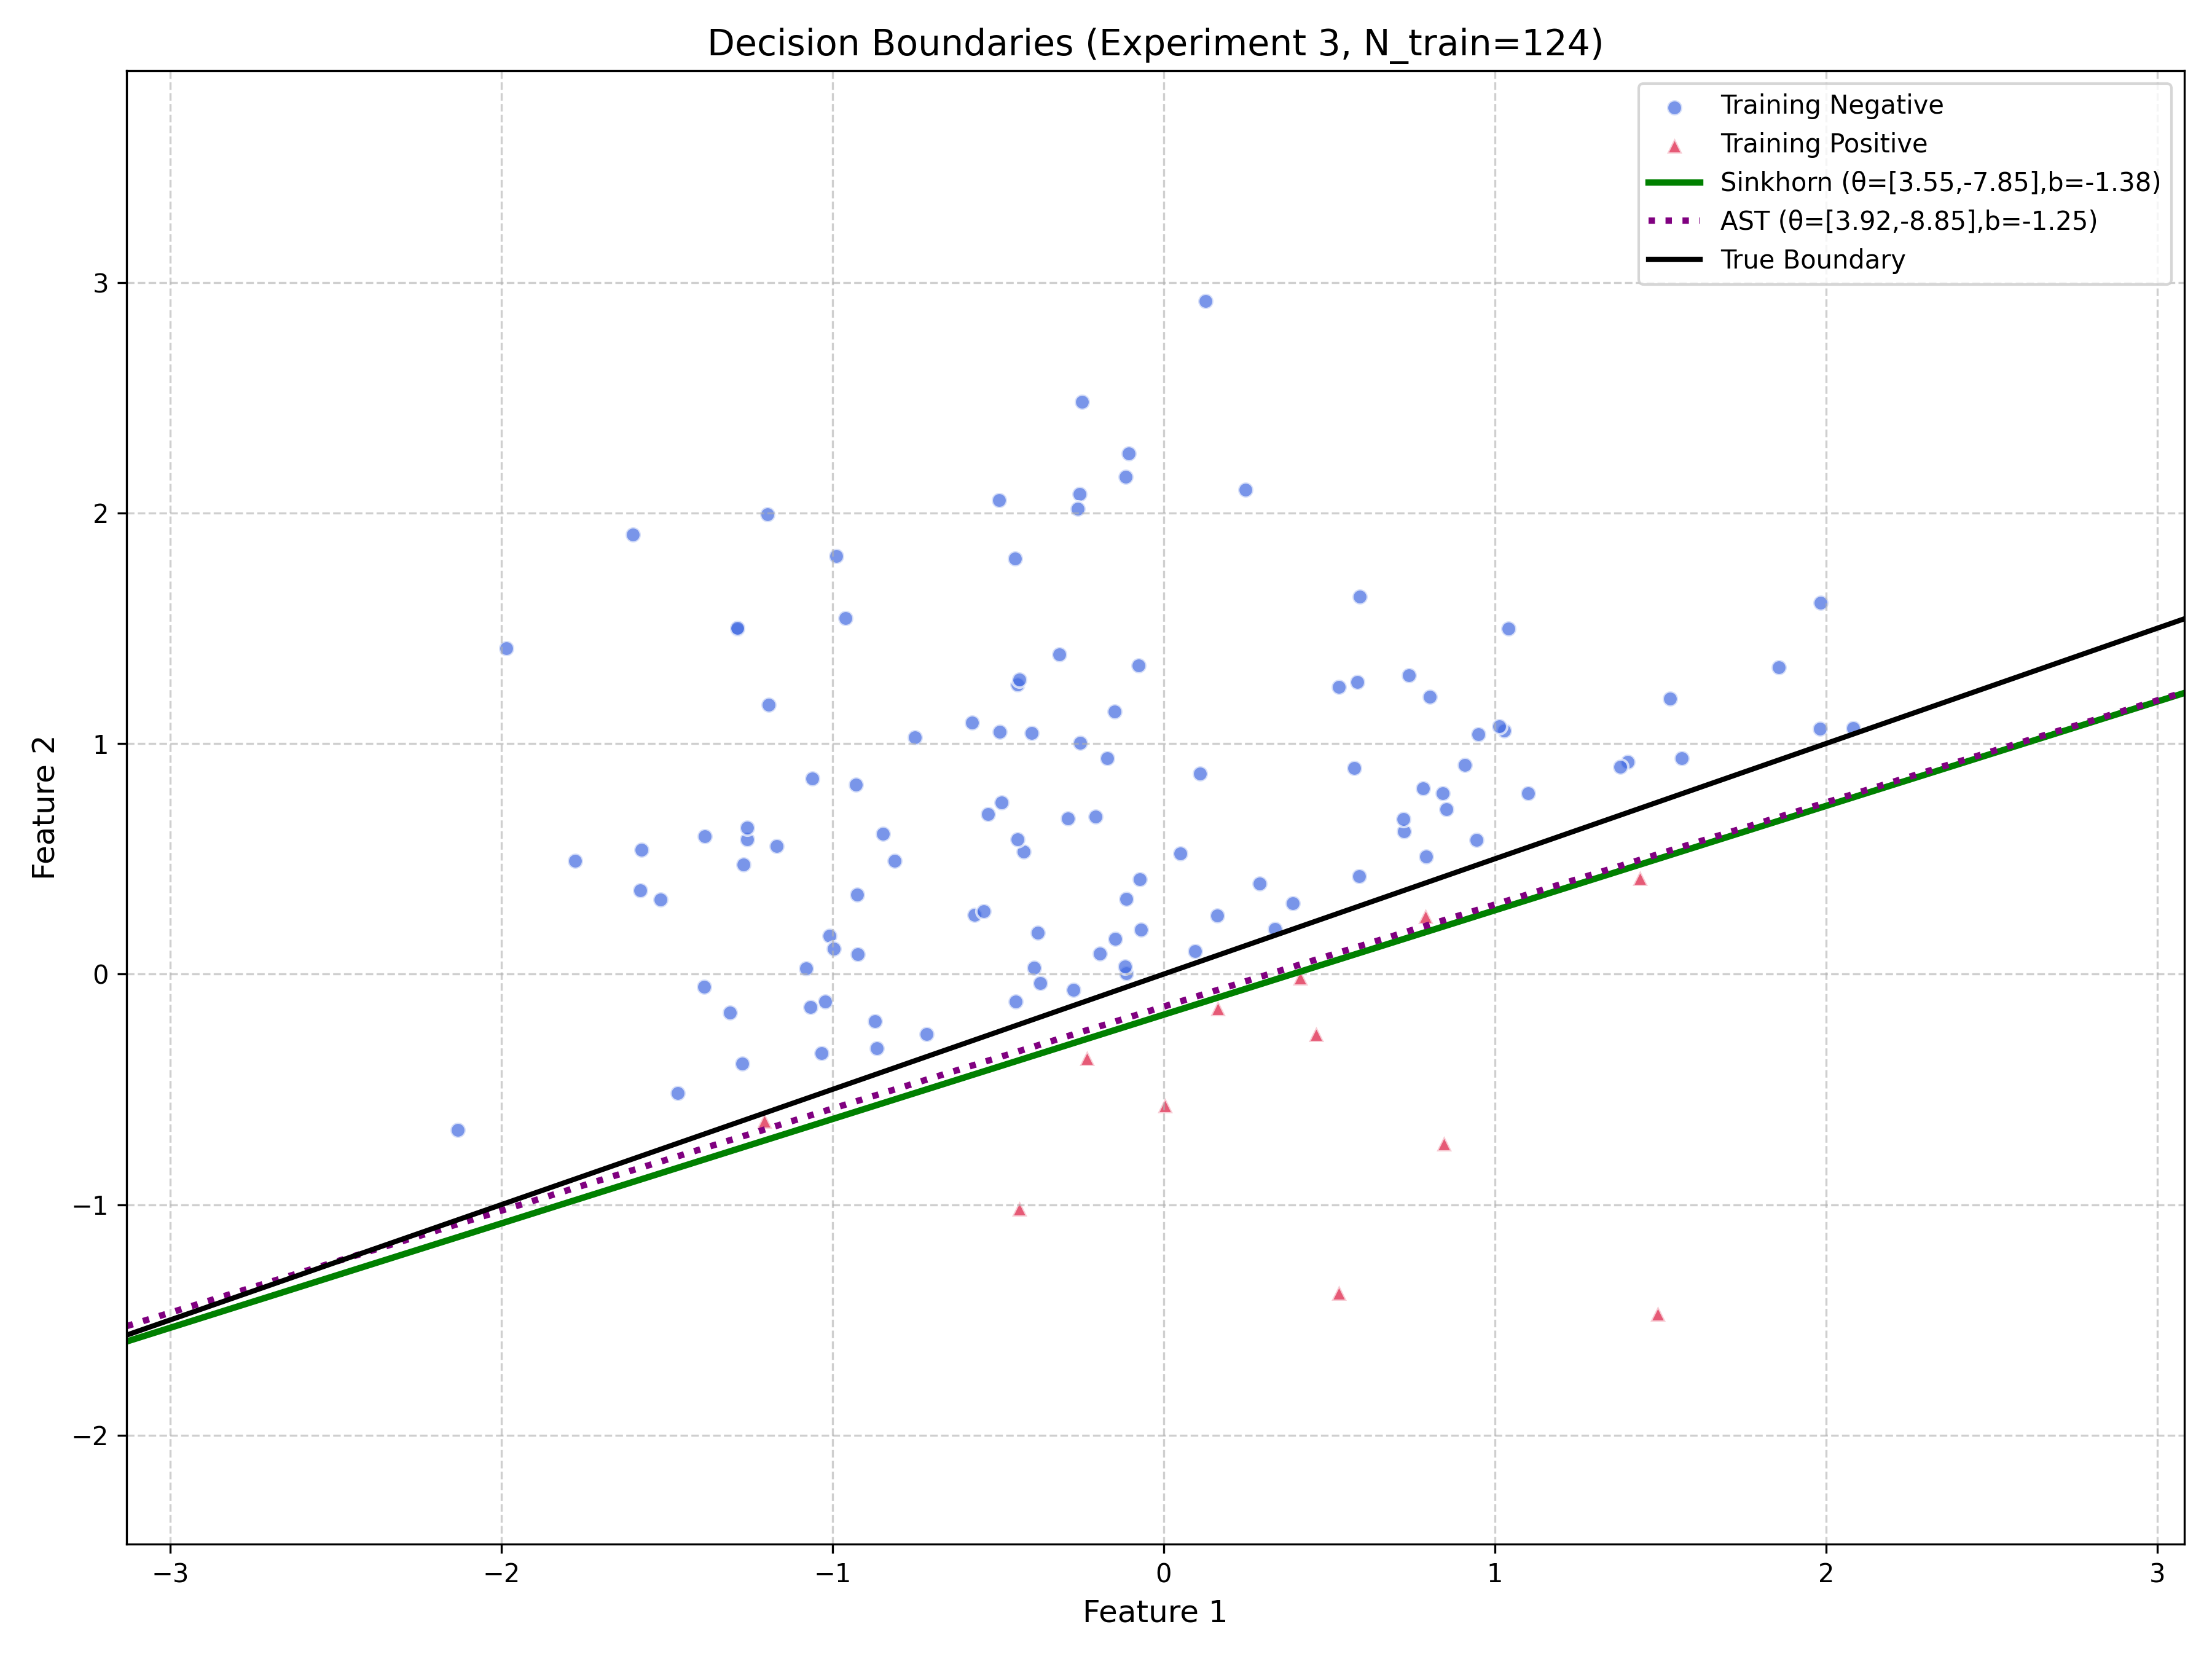 Decision Boundaries (Experiment 3, N_train=124)
Training Negative
Training Positive
Sinkhorn (θ=[3.55,-7.85],b=-1.38)
AST (θ=[3.92,-8.85],b=-1.25)
True Boundary
Feature 2
3
2
1
0
−1
−2
−3 −2 −1 0 1 2 3
Feature 1